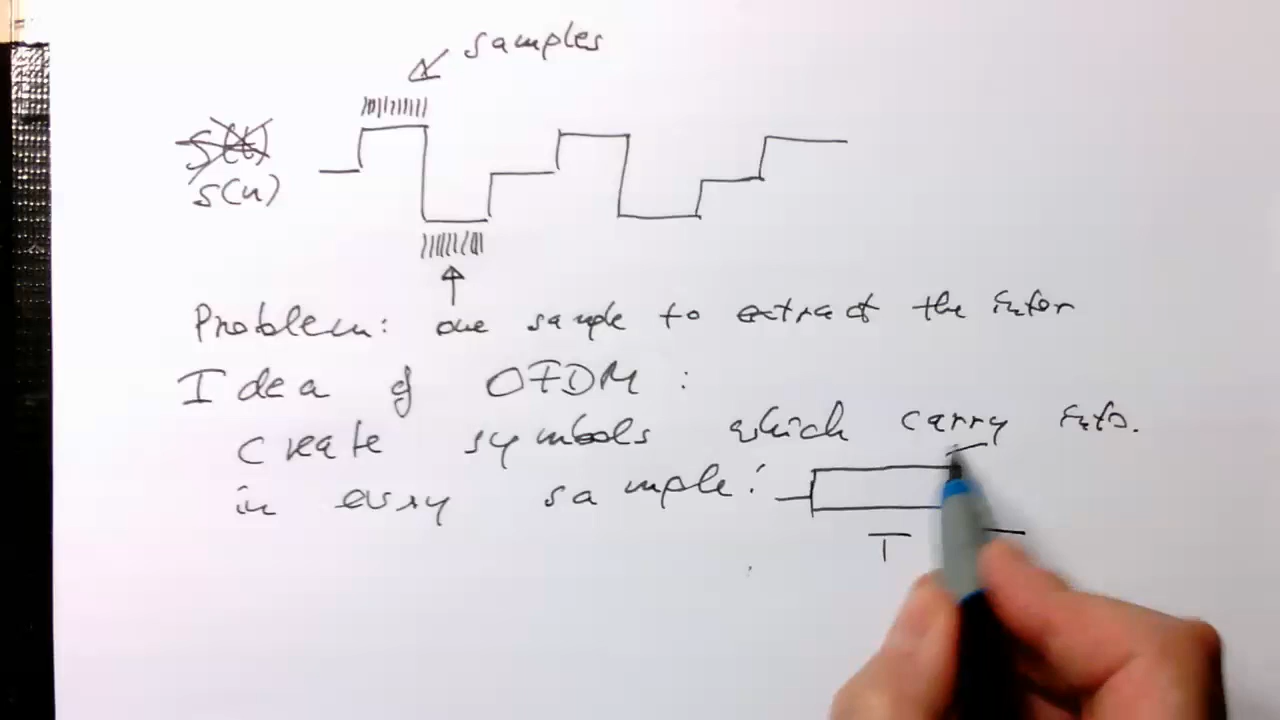 samples
s(t)
s(n)
Problem: one sample to extract the infor
Idea of OFDM:
create symbols which carry info.
in every sample:
T